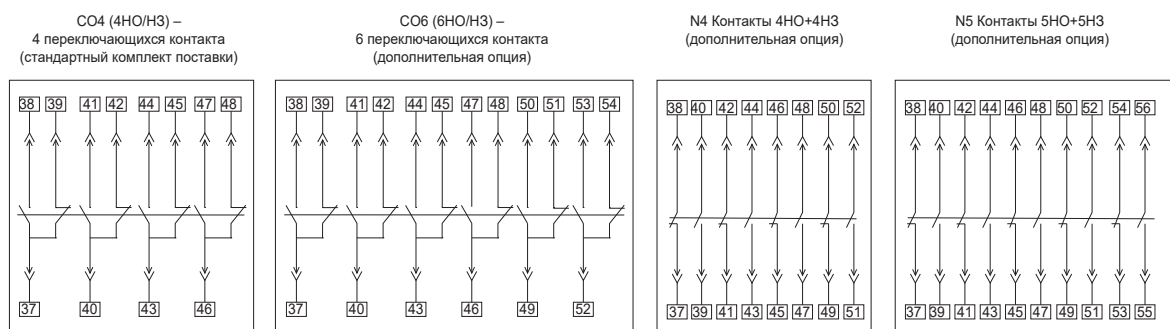 CO4 (4НО/НЗ) –
4 переключающихся контакта
(стандартный комплект поставки)
38 39 41 42 44 45 47 48
37 40 43 46
CO6 (6НО/НЗ) –
6 переключающихся контакта
(дополнительная опция)
38 39 41 42 44 45 47 48 50 51 53 54
37 40 43 46 49 52
N4 Контакты 4НО+4НЗ
(дополнительная опция)
38 40 42 44 46 48 50 52
37 39 41 43 45 47 49 51
N5 Контакты 5НО+5НЗ
(дополнительная опция)
38 40 42 44 46 48 50 52 54 56
37 39 41 43 45 47 49 51 53 55